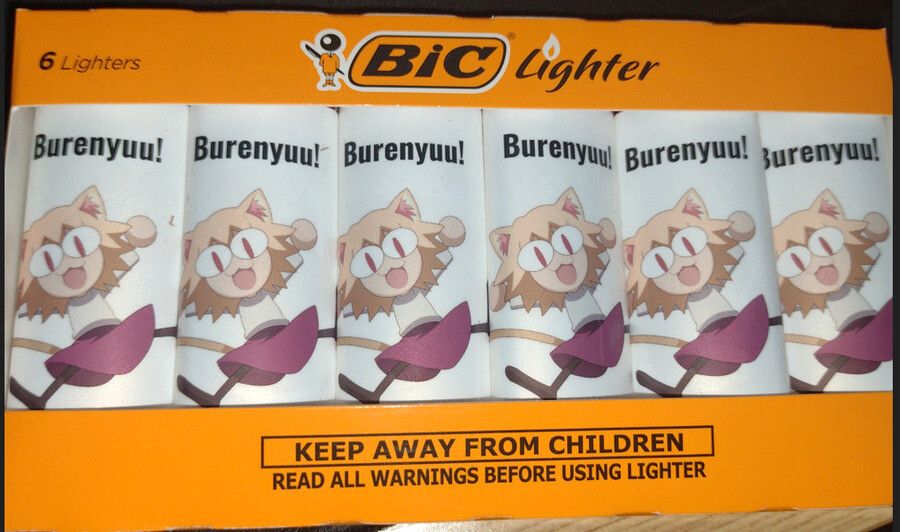 6 Lighters
BiC® Lighter
Burenyuu! Burenyuu! Burenyuu! Burenyuu! Burenyuu! Burenyuu!
KEEP AWAY FROM CHILDREN
READ ALL WARNINGS BEFORE USING LIGHTER